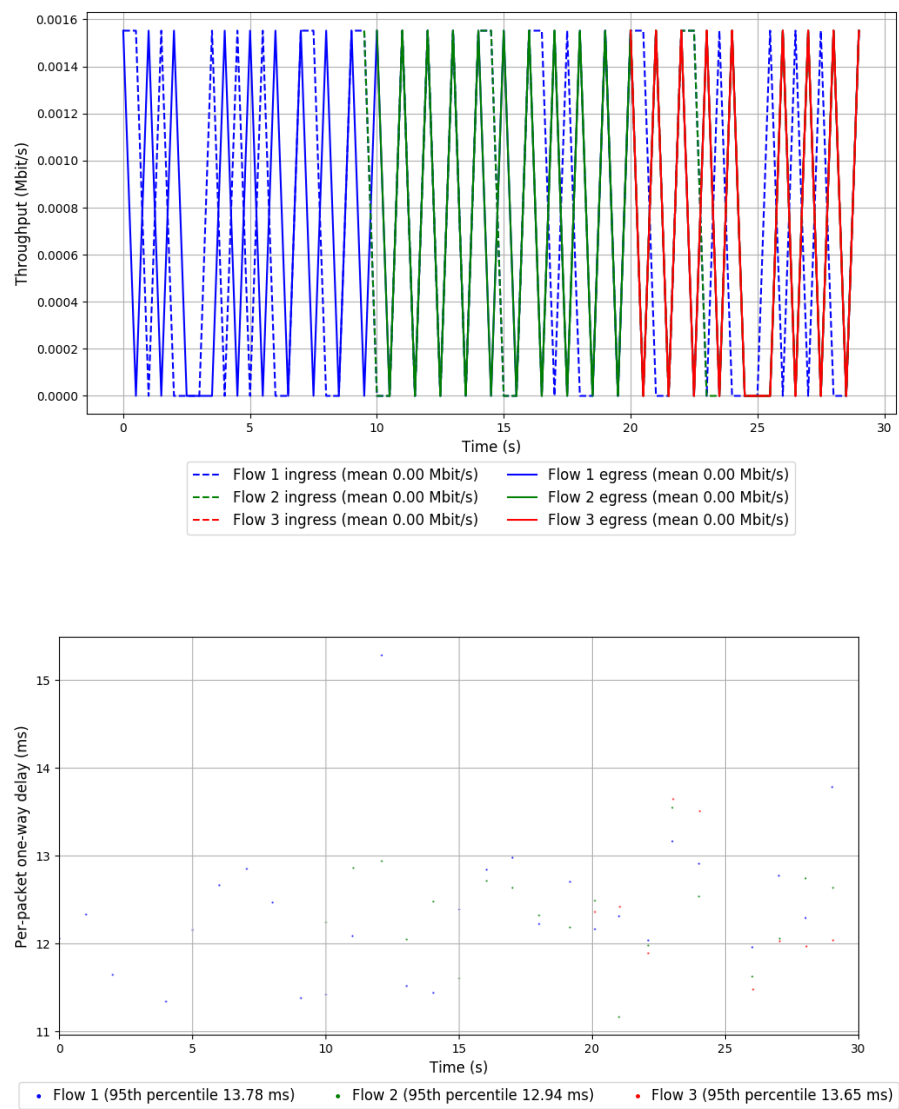 0.0016
0.0014
0.0012
0.0010
0.0008
0.0006
0.0004
0.0002
0.0000
Throughput (Mbit/s)
0 5 10 15 20 25 30
Time (s)
Flow 1 ingress (mean 0.00 Mbit/s) Flow 1 egress (mean 0.00 Mbit/s)
Flow 2 ingress (mean 0.00 Mbit/s) Flow 2 egress (mean 0.00 Mbit/s)
Flow 3 ingress (mean 0.00 Mbit/s) Flow 3 egress (mean 0.00 Mbit/s)
15
14
13
12
11
Per-packet one-way delay (ms)
0 5 10 15 20 25 30
Time (s)
Flow 1 (95th percentile 13.78 ms) Flow 2 (95th percentile 12.94 ms) Flow 3 (95th percentile 13.65 ms)